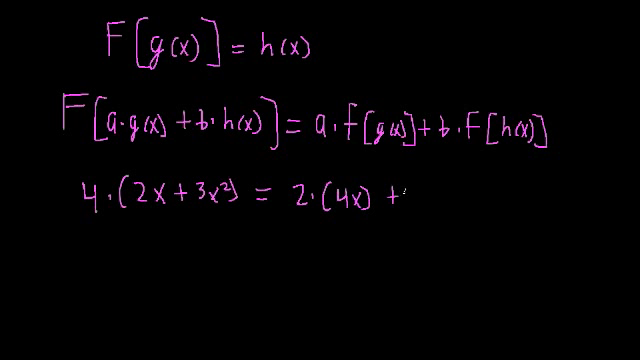 F[g(x)] = h(x)
F[a·g(x) + b·h(x)] = a·f[g(x)] + b·F[h(x)]
4·(2x + 3x²) = 2·(4x) +